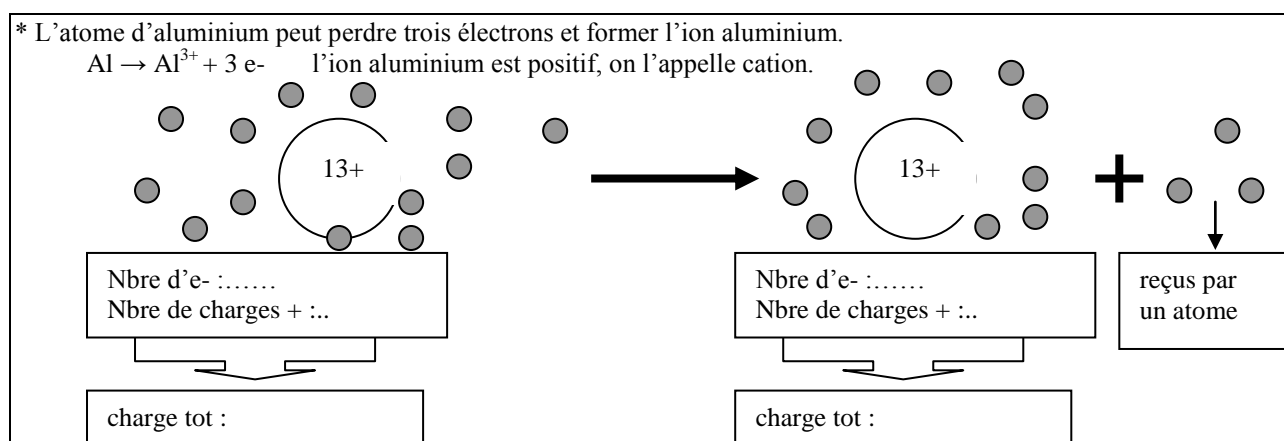 * L’atome d’aluminium peut perdre trois électrons et former l’ion aluminium.
Al → Al³⁺ + 3 e- l’ion aluminium est positif, on l’appelle cation.
13+
13+
+
Nbre d’e- :......
Nbre de charges + :..
Nbre d’e- :......
Nbre de charges + :..
reçus par
un atome
charge tot :
charge tot :